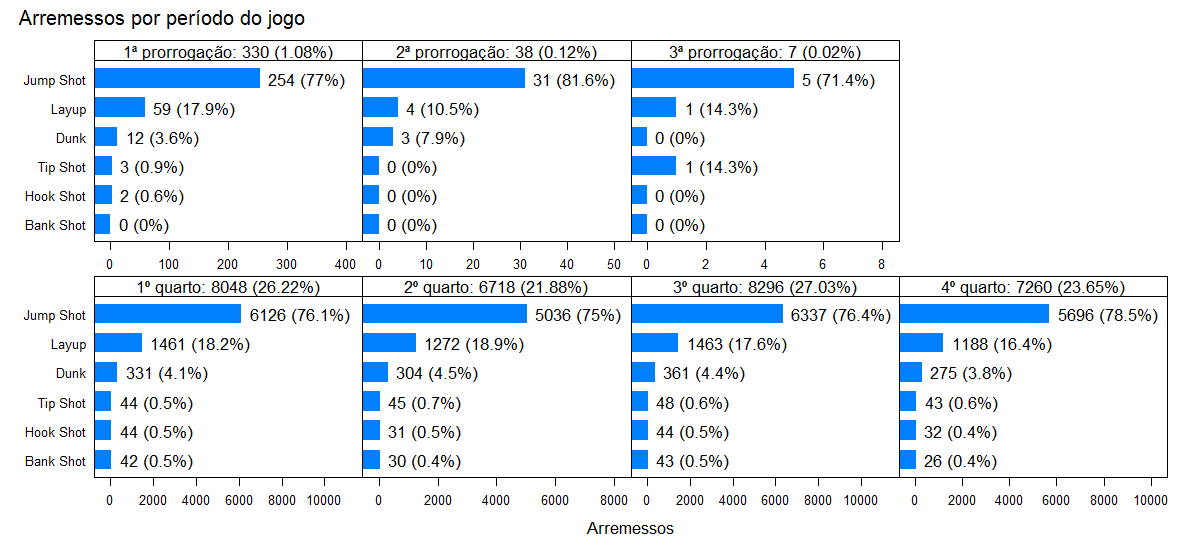 Arremessos por período do jogo
1ª prorrogação: 330 (1.08%) 2ª prorrogação: 38 (0.12%) 3ª prorrogação: 7 (0.02%)
Jump Shot 254 (77%) 31 (81.6%) 5 (71.4%)
Layup 59 (17.9%) 4 (10.5%) 1 (14.3%)
Dunk 12 (3.6%) 3 (7.9%) 0 (0%)
Tip Shot 3 (0.9%) 0 (0%) 1 (14.3%)
Hook Shot 2 (0.6%) 0 (0%) 0 (0%)
Bank Shot 0 (0%) 0 (0%) 0 (0%)
0 100 200 300 400 0 10 20 30 40 50 0 2 4 6 8
1º quarto: 8048 (26.22%) 2º quarto: 6718 (21.88%) 3º quarto: 8296 (27.03%) 4º quarto: 7260 (23.65%)
Jump Shot 6126 (76.1%) 5036 (75%) 6337 (76.4%) 5696 (78.5%)
Layup 1461 (18.2%) 1272 (18.9%) 1463 (17.6%) 1188 (16.4%)
Dunk 331 (4.1%) 304 (4.5%) 361 (4.4%) 275 (3.8%)
Tip Shot 44 (0.5%) 45 (0.7%) 48 (0.6%) 43 (0.6%)
Hook Shot 44 (0.5%) 31 (0.5%) 44 (0.5%) 32 (0.4%)
Bank Shot 42 (0.5%) 30 (0.4%) 43 (0.5%) 26 (0.4%)
0 2000 4000 6000 8000 10000 0 2000 4000 6000 8000 0 2000 4000 6000 8000 10000 0 2000 4000 6000 8000 10000
Arremessos